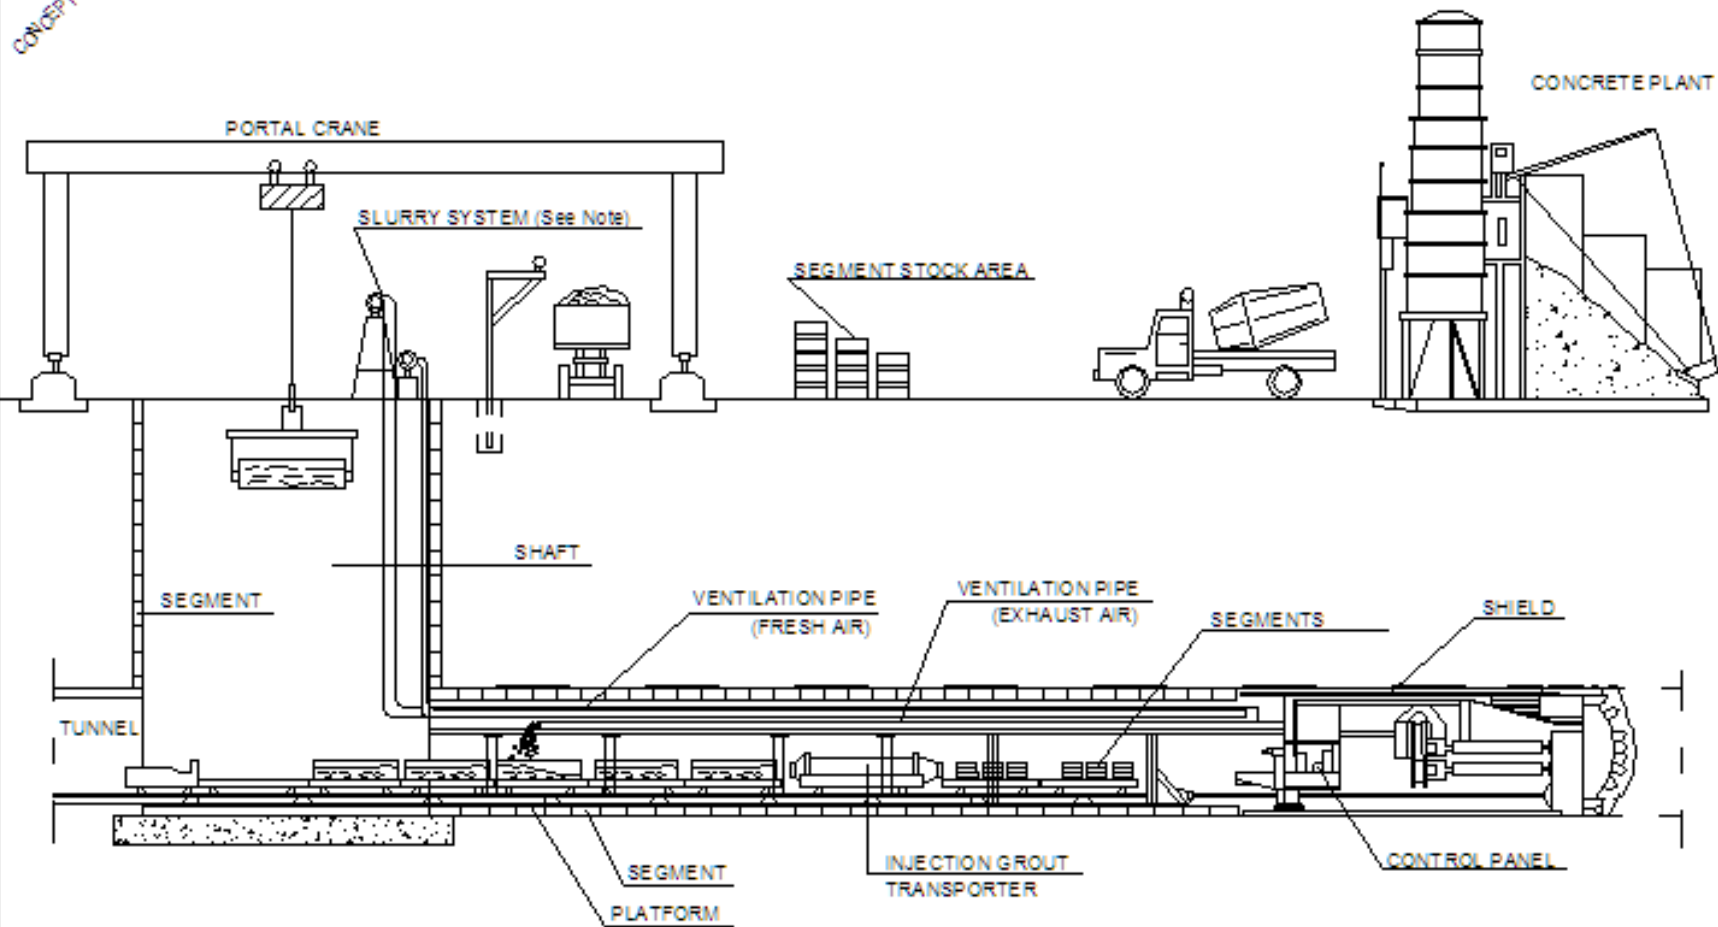 CONCEPT
CONCRETE PLANT
PORTAL CRANE
SLURRY SYSTEM (See Note)
SEGMENT STOCK AREA
SHAFT
SEGMENT
VENTILATION PIPE
(FRESH AIR)
VENTILATION PIPE
(EXHAUST AIR)
SEGMENTS
SHIELD
TUNNEL
SEGMENT
PLATFORM
INJECTION GROUT
TRANSPORTER
CONTROL PANEL